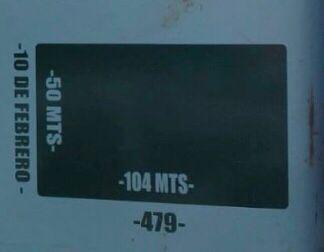 -10 DE FEBRERO-
-50 MTS-
-104 MTS-
-479-